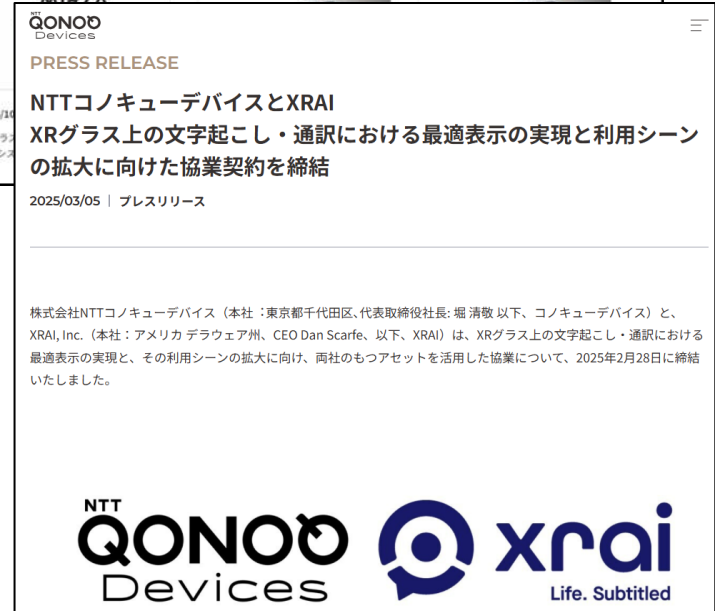 NTT
QONOQ
Devices
PRESS RELEASE
NTTコノキューデバイスとXRAI
XRグラス上の文字起こし・通訳における最適表示の実現と利用シーン
の拡大に向けた協業契約を締結
2025/03/05 | プレスリリース
株式会社NTTコノキューデバイス（本社：東京都千代田区、代表取締役社長: 堀 清敬 以下、コノキューデバイス）と、
XRAI, Inc.（本社：アメリカ デラウェア州、CEO Dan Scarfe、以下、XRAI）は、XRグラス上の文字起こし・通訳における
最適表示の実現と、その利用シーンの拡大に向け、両社のもつアセットを活用した協業について、2025年2月28日に締結
いたしました。
NTT
QONOQ
Devices
xrai
Life. Subtitled